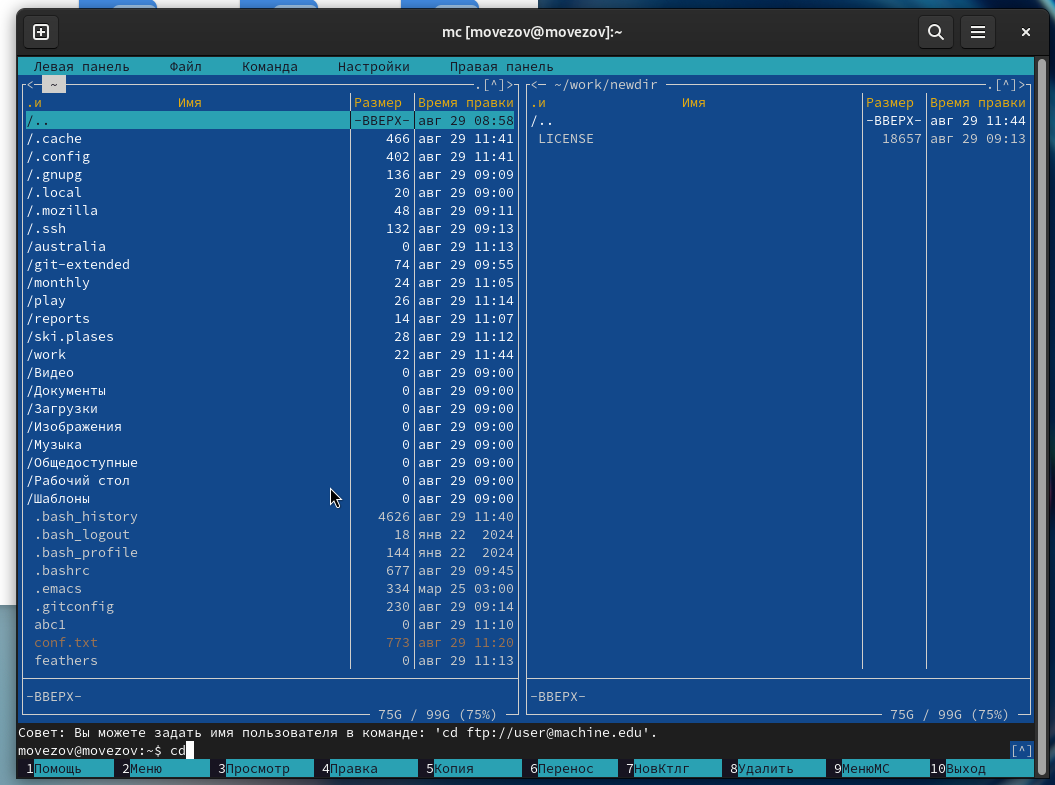 mc [movezov@movezov]:~
Левая панель Файл Команда Настройки Правая панель
<─ ~ .[^]> <─ ~/work/newdir .[^]>
.и Имя Размер Время правки .и Имя Размер Время правки
/.. -ВВЕРХ- авг 29 08:58 /.. -ВВЕРХ- авг 29 11:44
/.cache 466 авг 29 11:41 LICENSE 18657 авг 29 09:13
/.config 402 авг 29 11:41
/.gnupg 136 авг 29 09:09
/.local 20 авг 29 09:00
/.mozilla 48 авг 29 09:11
/.ssh 132 авг 29 09:13
/australia 0 авг 29 11:13
/git-extended 74 авг 29 09:55
/monthly 24 авг 29 11:05
/play 26 авг 29 11:14
/reports 14 авг 29 11:07
/ski.plases 28 авг 29 11:12
/work 22 авг 29 11:44
/Видео 0 авг 29 09:00
/Документы 0 авг 29 09:00
/Загрузки 0 авг 29 09:00
/Изображения 0 авг 29 09:00
/Музыка 0 авг 29 09:00
/Общедоступные 0 авг 29 09:00
/Рабочий стол 0 авг 29 09:00
/Шаблоны 0 авг 29 09:00
.bash_history 4626 авг 29 11:40
.bash_logout 18 янв 22 2024
.bash_profile 144 янв 22 2024
.bashrc 677 авг 29 09:45
.emacs 334 мар 25 03:00
.gitconfig 230 авг 29 09:14
abc1 0 авг 29 11:10
conf.txt 773 авг 29 11:20
feathers 0 авг 29 11:13
-ВВЕРХ- -ВВЕРХ-
75G / 99G (75%) 75G / 99G (75%)
Совет: Вы можете задать имя пользователя в команде: 'cd ftp://user@machine.edu'.
movezov@movezov:~$ cd [^]
1Помощь 2Меню 3Просмотр 4Правка 5Копия 6Перенос 7НовКтлг 8Удалить 9МенюМС 10Выход